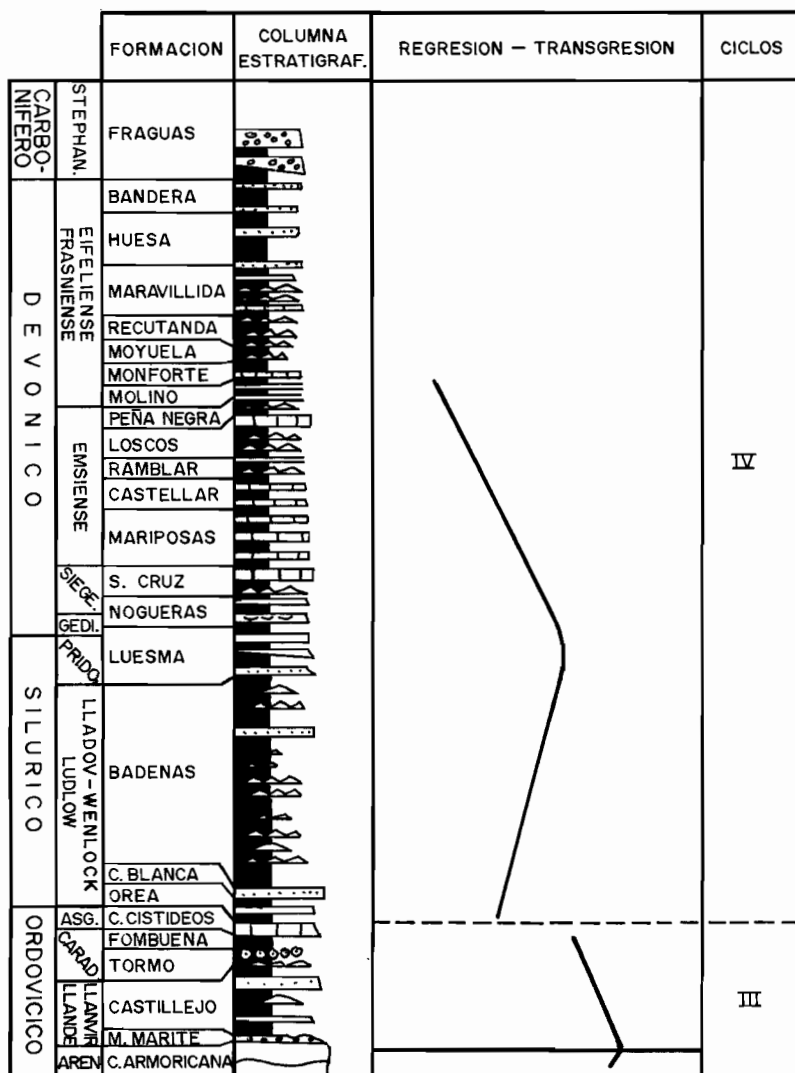 FORMACION
COLUMNA
ESTRATIGRAF.
REGRESION – TRANSGRESION
CICLOS
CARBO-
NIFERO
STEPHAN.
FRAGUAS
DEVONICO
EIFELIENSE
FRASNIENSE
BANDERA
HUESA
MARAVILLIDA
RECUTANDA
MOYUELA
MONFORTE
MOLINO
EMSIENSE
PEÑA NEGRA
LOSCOS
RAMBLAR
CASTELLAR
MARIPOSAS
SIEGE.
S. CRUZ
NOGUERAS
GEDI.
IV
SILURICO
PRIDO.
LUESMA
LLADOV-WENLOCK
LUDLOW
BADENAS
C. BLANCA
OREA
ORDOVICICO
ASG.
C. CISTIDEOS
CARAD.
FOMBUENA
TORMO
LLANVIR
LLANDE
CASTILLEJO
M. MARITE
AREN
C. ARMORICANA
III